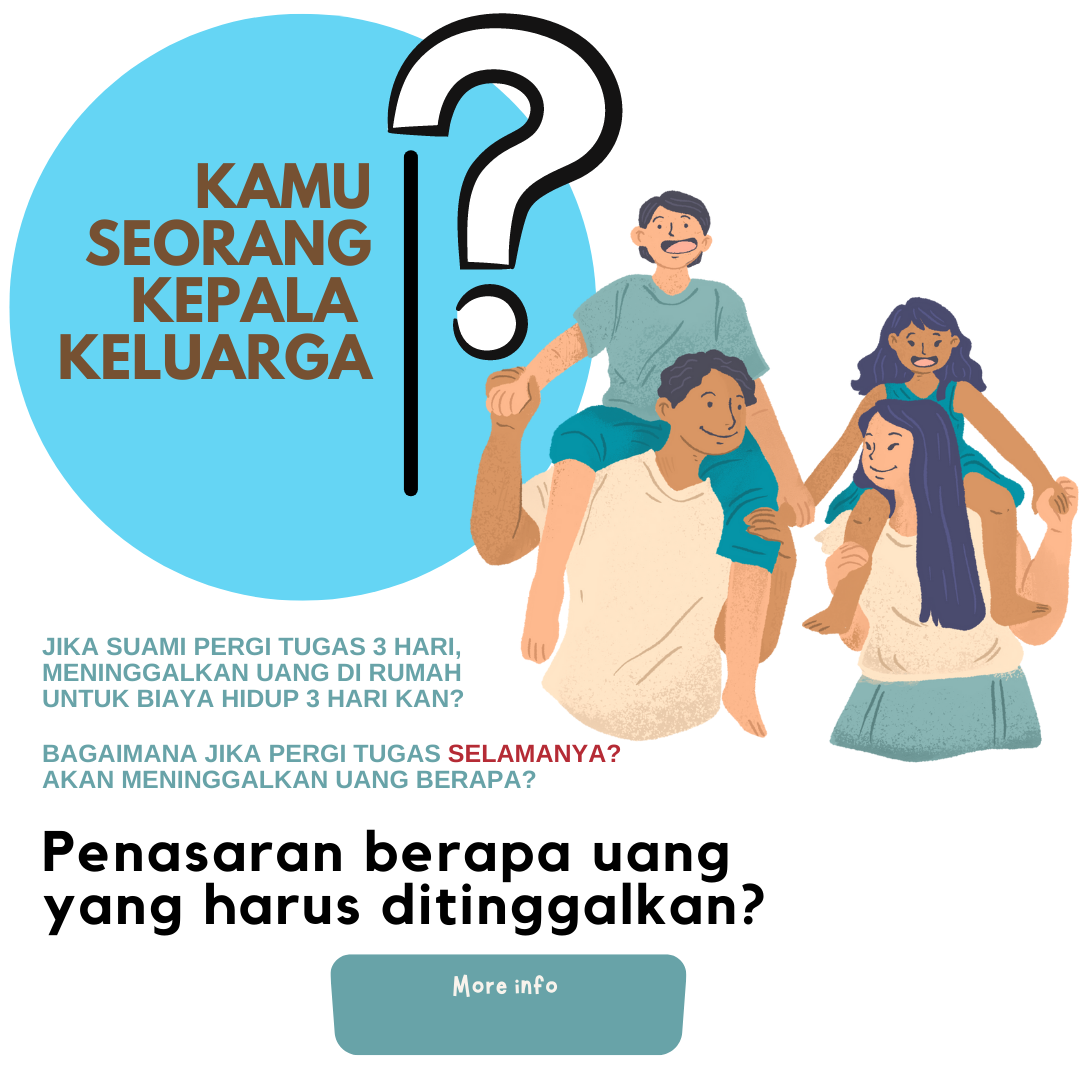 KAMU
SEORANG
KEPALA
KELUARGA
?
JIKA SUAMI PERGI TUGAS 3 HARI,
MENINGGALKAN UANG DI RUMAH
UNTUK BIAYA HIDUP 3 HARI KAN?
BAGAIMANA JIKA PERGI TUGAS SELAMANYA?
AKAN MENINGGALKAN UANG BERAPA?
Penasaran berapa uang
yang harus ditinggalkan?
More info